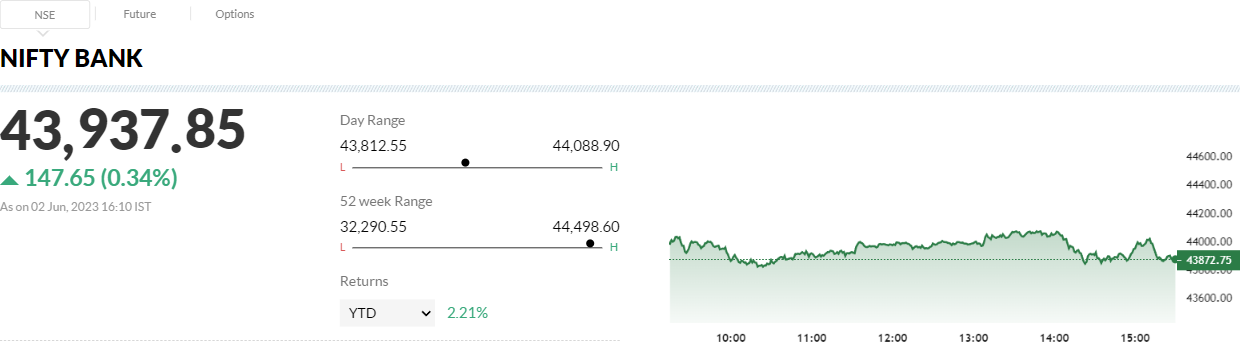 NSE
Future
Options
NIFTY BANK
43,937.85
147.65 (0.34%)
As on 02 Jun, 2023 16:10 IST
Day Range
43,812.55 44,088.90
L H
52 week Range
32,290.55 44,498.60
L H
Returns
YTD 2.21%
44600.00
44400.00
44200.00
44000.00
43872.75
43800.00
43600.00
10:00 11:00 12:00 13:00 14:00 15:00